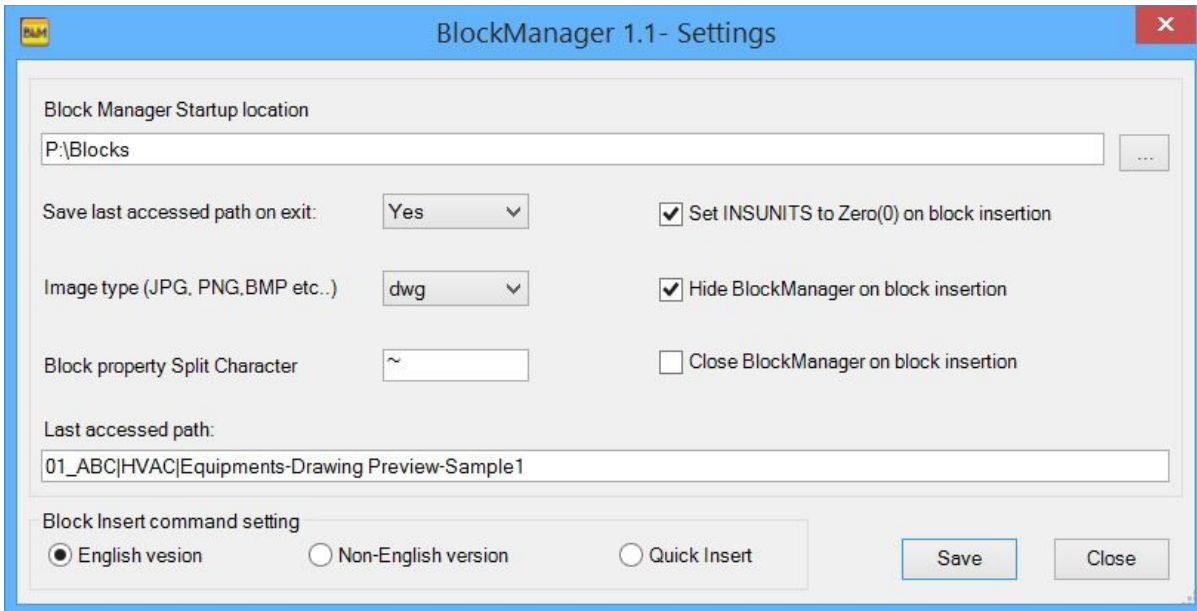 B&M
BlockManager 1.1- Settings
Block Manager Startup location
P:\Blocks
...
Save last accessed path on exit:
Yes
Set INSUNITS to Zero(0) on block insertion
Image type (JPG, PNG,BMP etc..)
dwg
Hide BlockManager on block insertion
Block property Split Character
~
Close BlockManager on block insertion
Last accessed path:
01_ABC|HVAC|Equipments-Drawing Preview-Sample1
Block Insert command setting
English vesion
Non-English version
Quick Insert
Save
Close